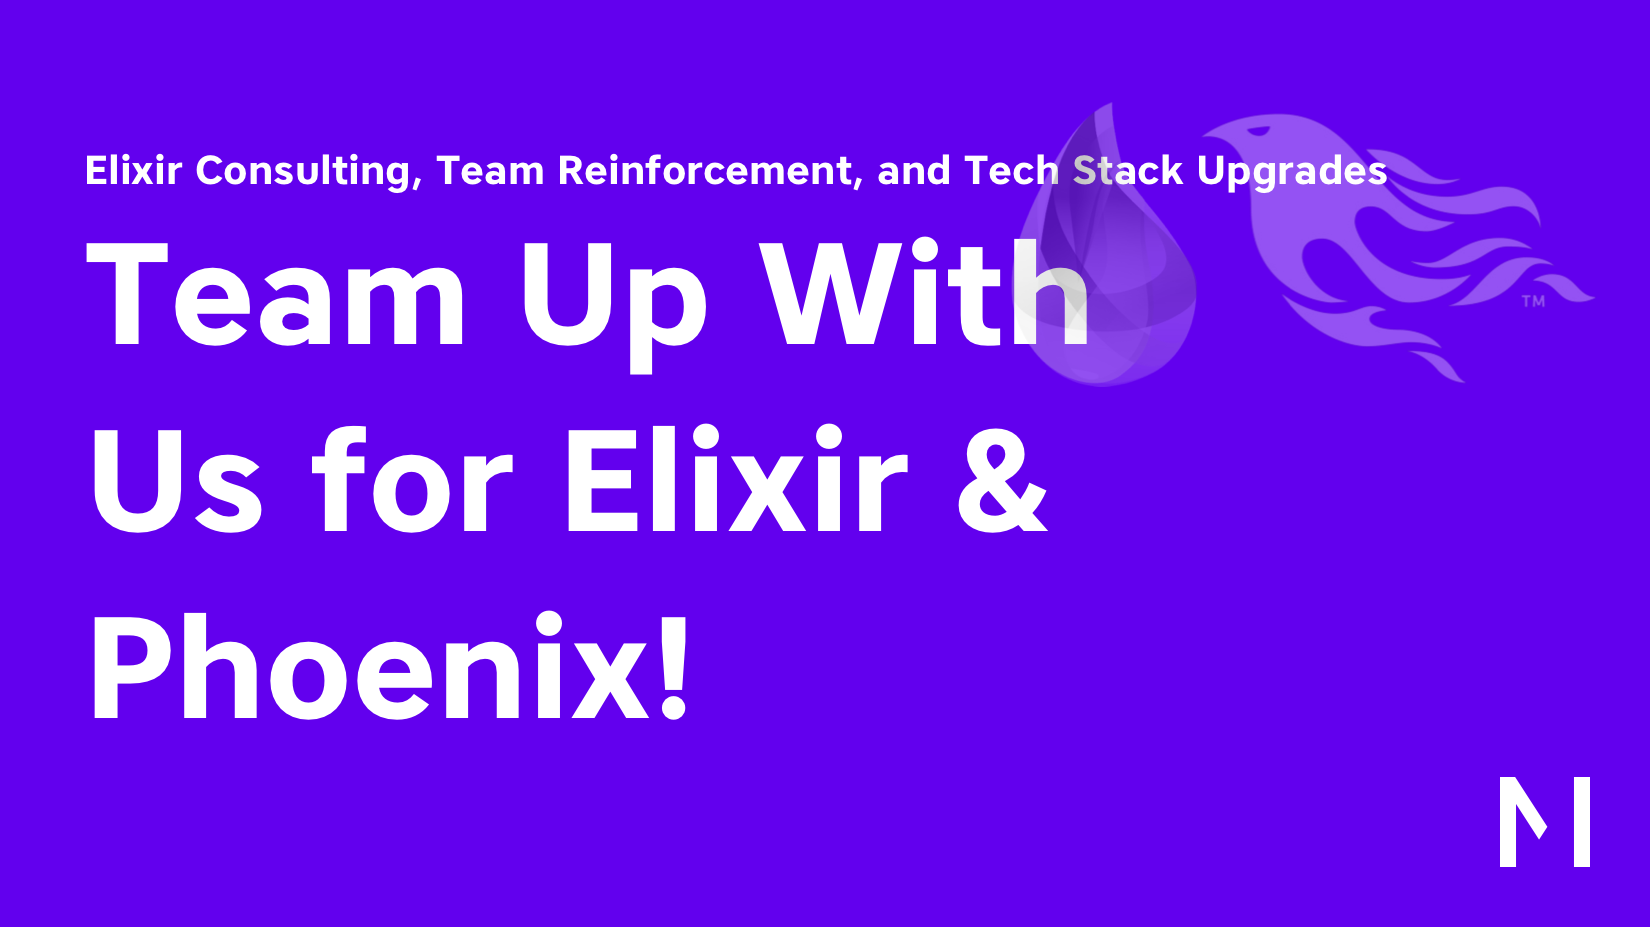 Elixir Consulting, Team Reinforcement, and Tech Stack Upgrades
Team Up With
Us for Elixir &
Phoenix!
TM